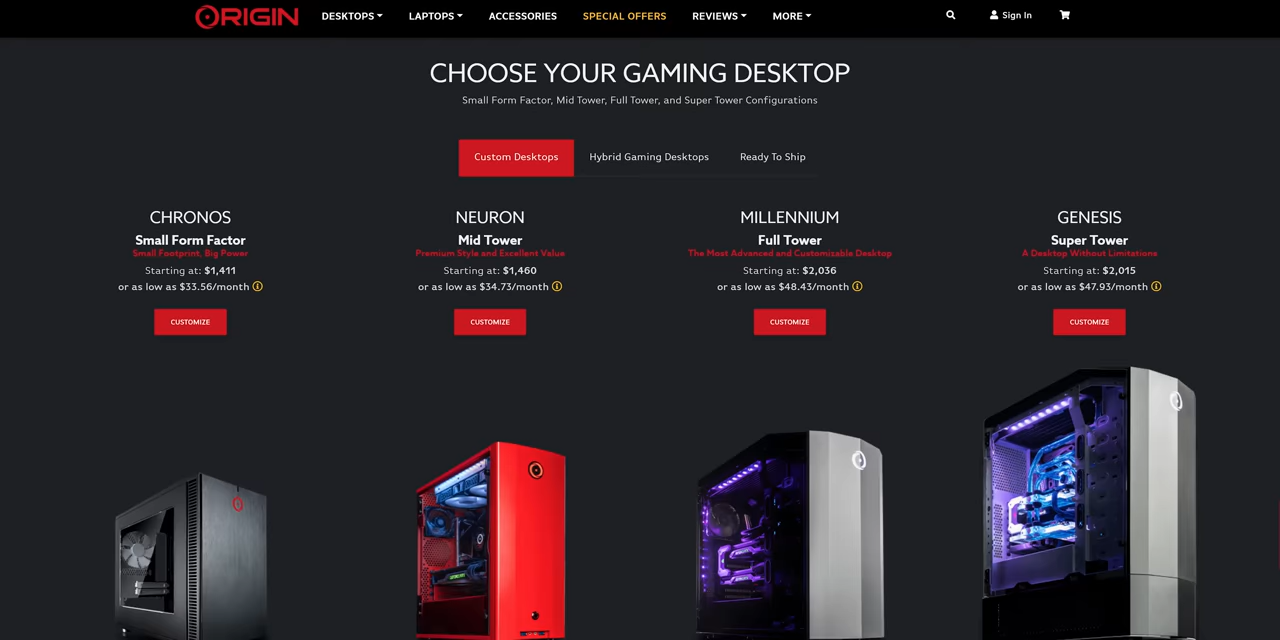 ORIGIN
DESKTOPS
LAPTOPS
ACCESSORIES
SPECIAL OFFERS
REVIEWS
MORE
Sign In
CHOOSE YOUR GAMING DESKTOP
Small Form Factor, Mid Tower, Full Tower, and Super Tower Configurations
Custom Desktops
Hybrid Gaming Desktops
Ready To Ship
CHRONOS
Small Form Factor
Small Footprint, Big Power
Starting at: $1,411
or as low as $33.56/month
CUSTOMIZE
NEURON
Mid Tower
Premium Style and Excellent Value
Starting at: $1,460
or as low as $34.73/month
CUSTOMIZE
MILLENNIUM
Full Tower
The Most Advanced and Customizable Desktop
Starting at: $2,036
or as low as $48.43/month
CUSTOMIZE
GENESIS
Super Tower
A Desktop Without Limitations
Starting at: $2,015
or as low as $47.93/month
CUSTOMIZE